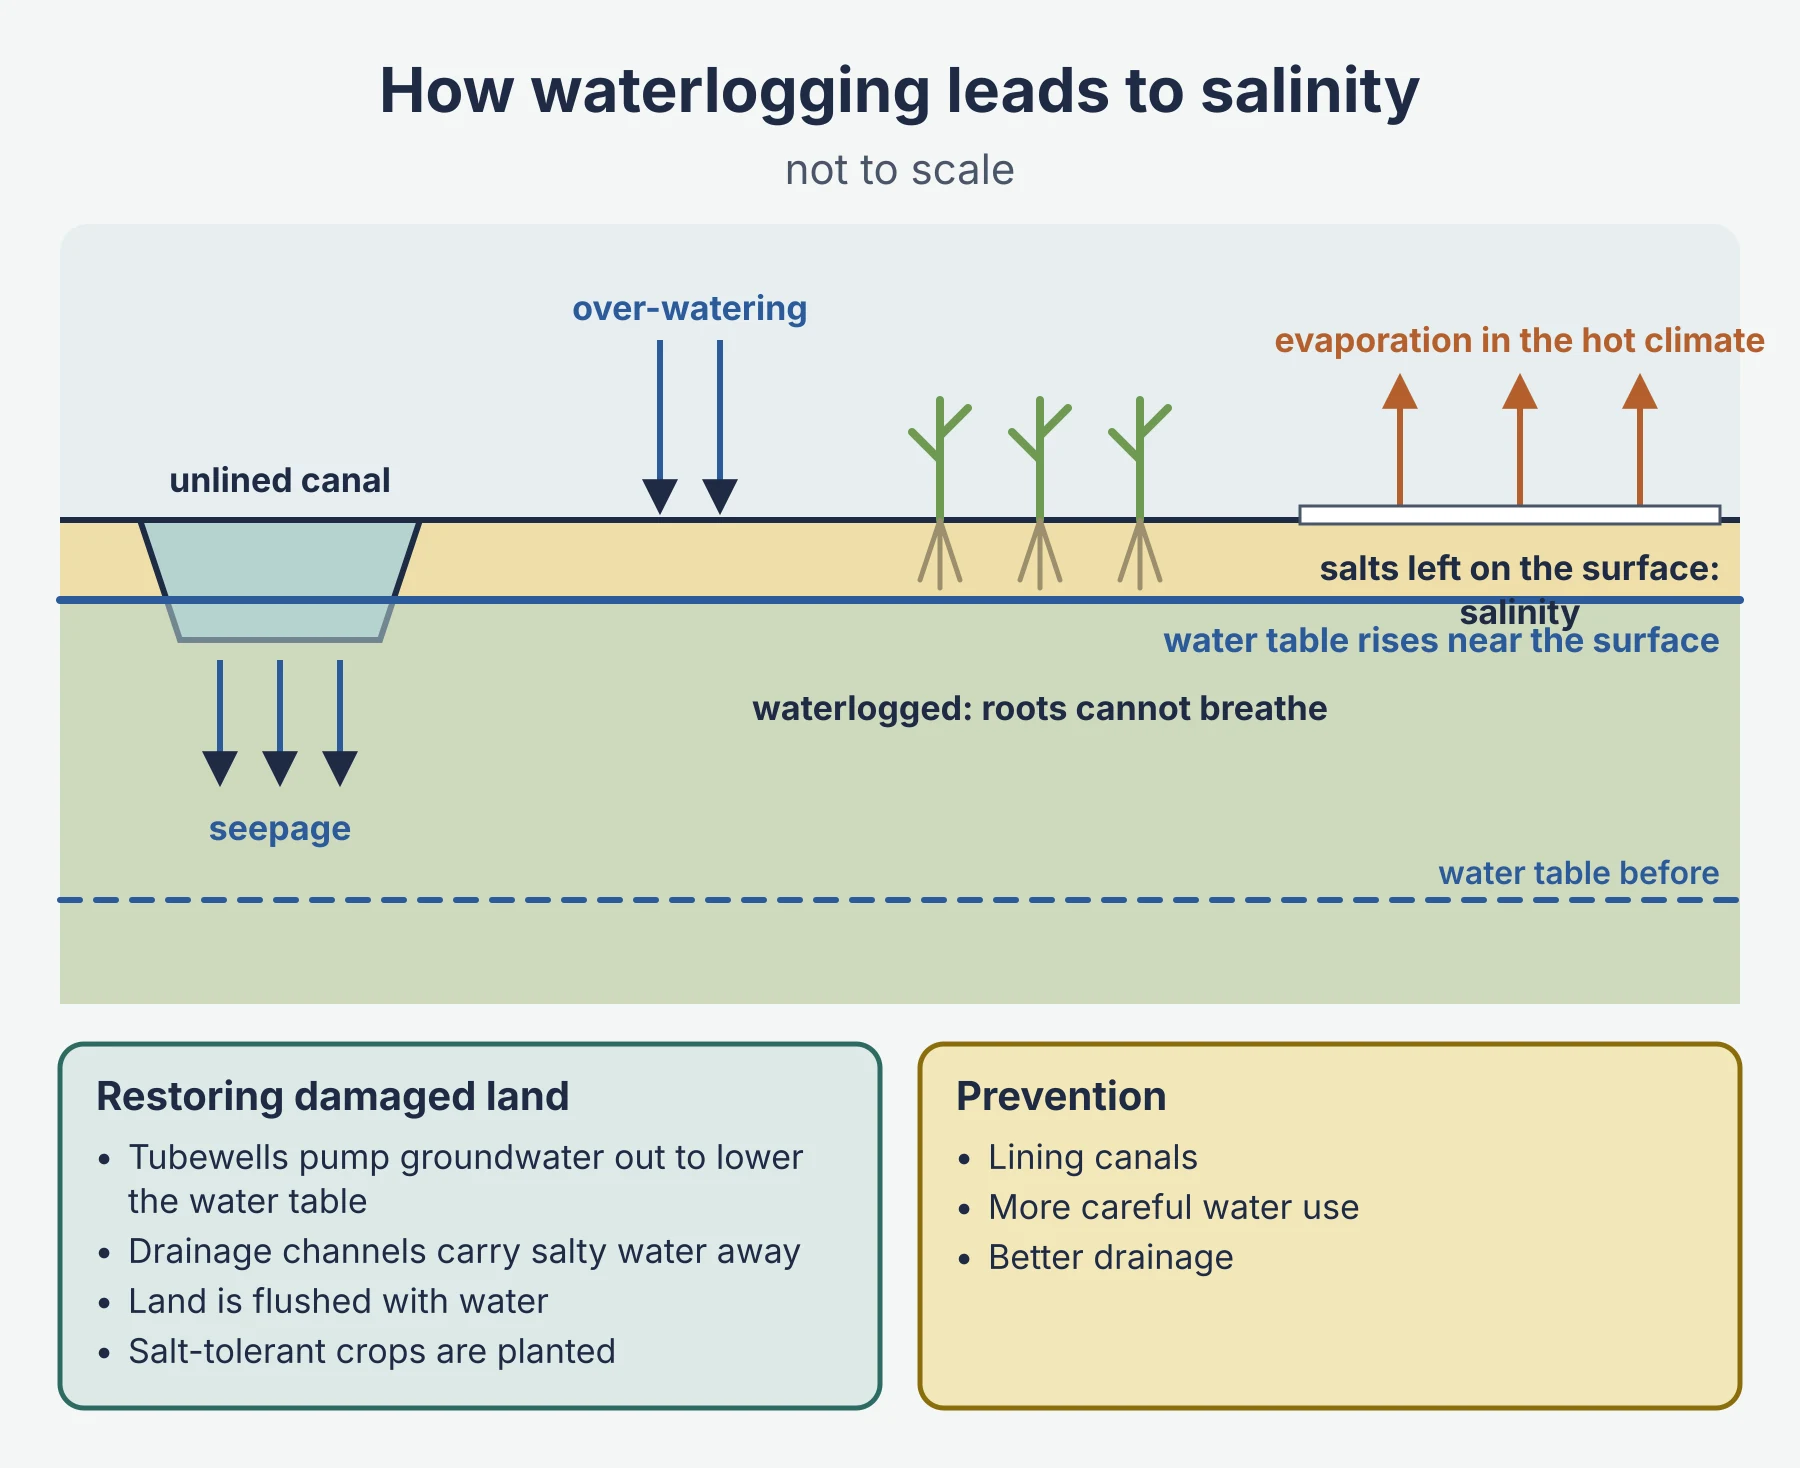 How waterlogging leads to salinity
not to scale
over-watering
evaporation in the hot climate
unlined canal
salts left on the surface:
salinity
water table rises near the surface
waterlogged: roots cannot breathe
seepage
water table before
Restoring damaged land
• Tubewells pump groundwater out to lower
the water table
• Drainage channels carry salty water away
• Land is flushed with water
• Salt-tolerant crops are planted
Prevention
• Lining canals
• More careful water use
• Better drainage